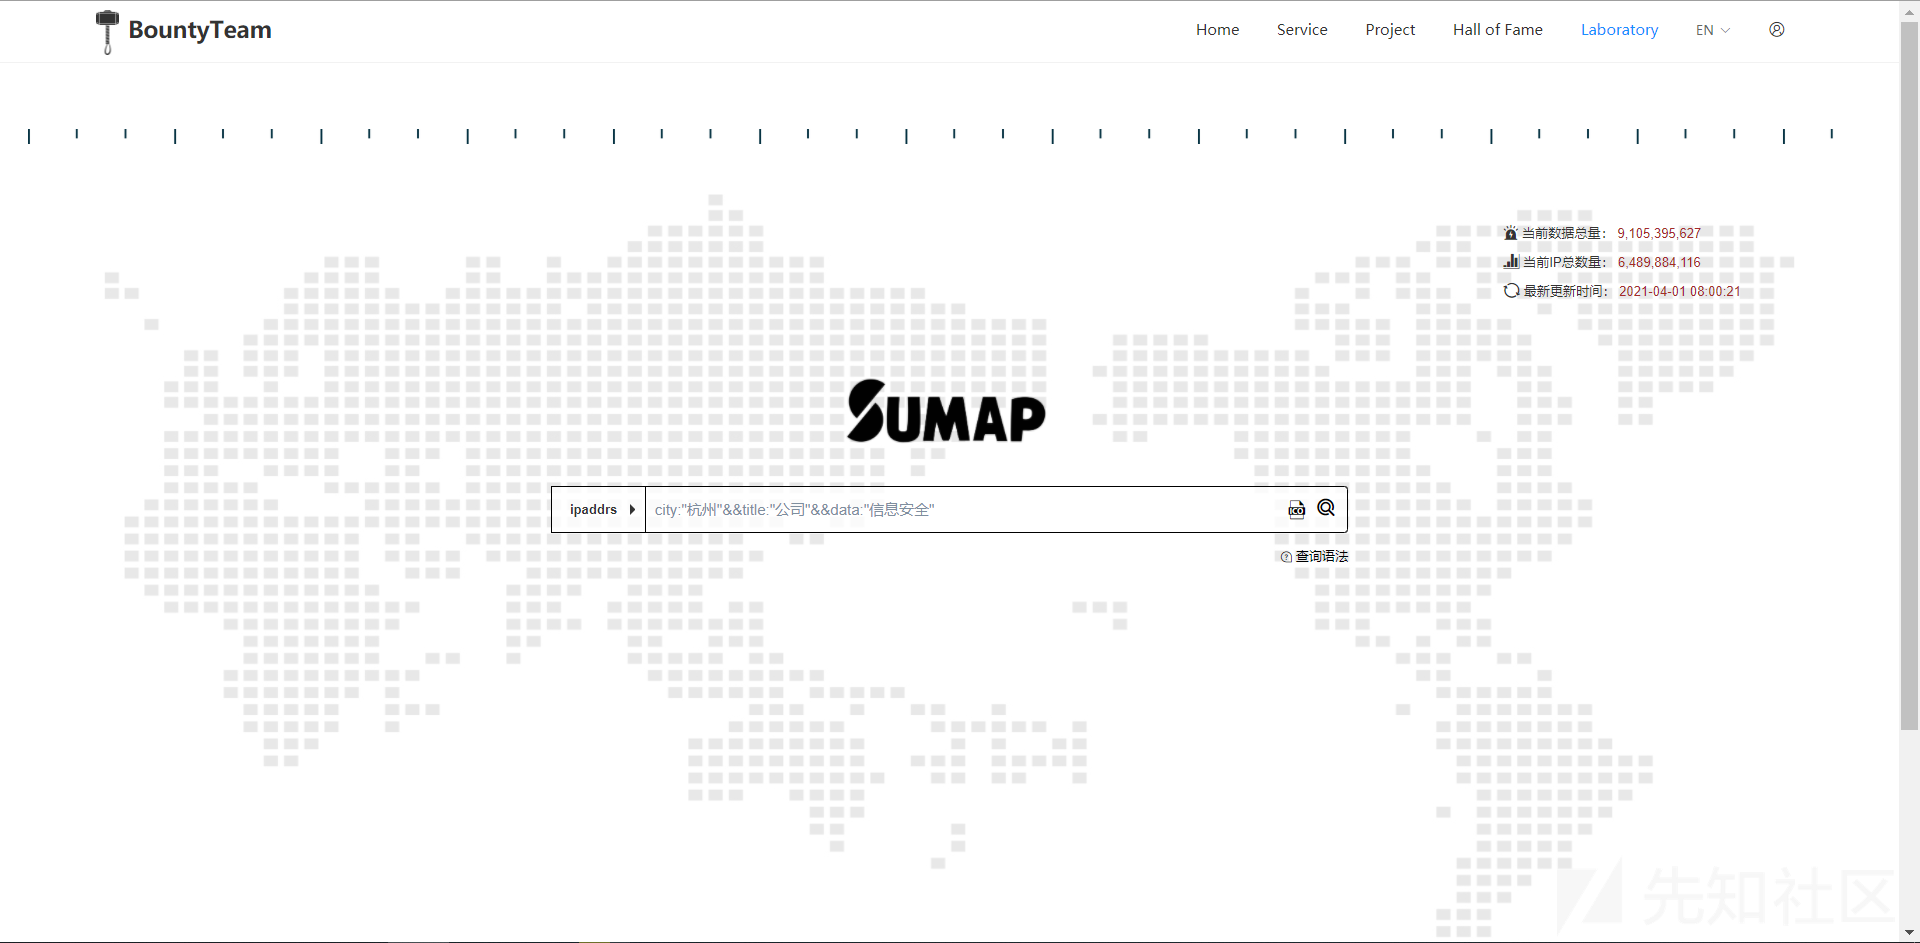 BountyTeam
Home Service Project Hall of Fame Laboratory EN
当前数据总量： 9,105,395,627
当前IP总数量： 6,489,884,116
最新更新时间： 2021-04-01 08:00:21
SUMAP
ipaddrs city:"杭州"&&title:"公司"&&data:"信息安全" ICO
查询语法
先知社区